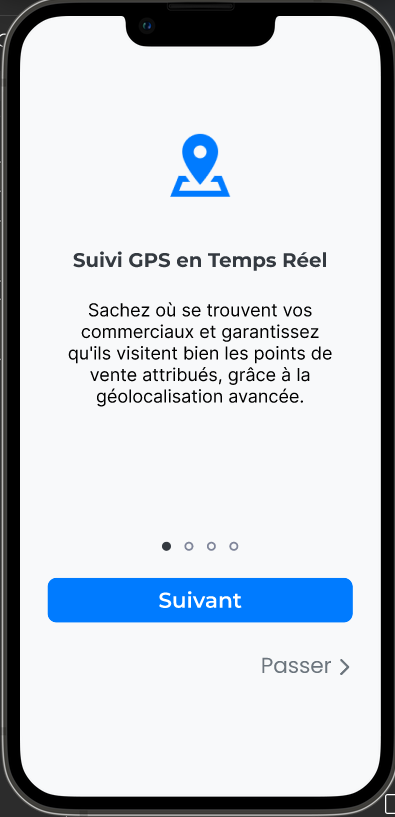 Suivi GPS en Temps Réel
Sachez où se trouvent vos
commerciaux et garantissez
qu'ils visitent bien les points de
vente attribués, grâce à la
géolocalisation avancée.
Suivant
Passer